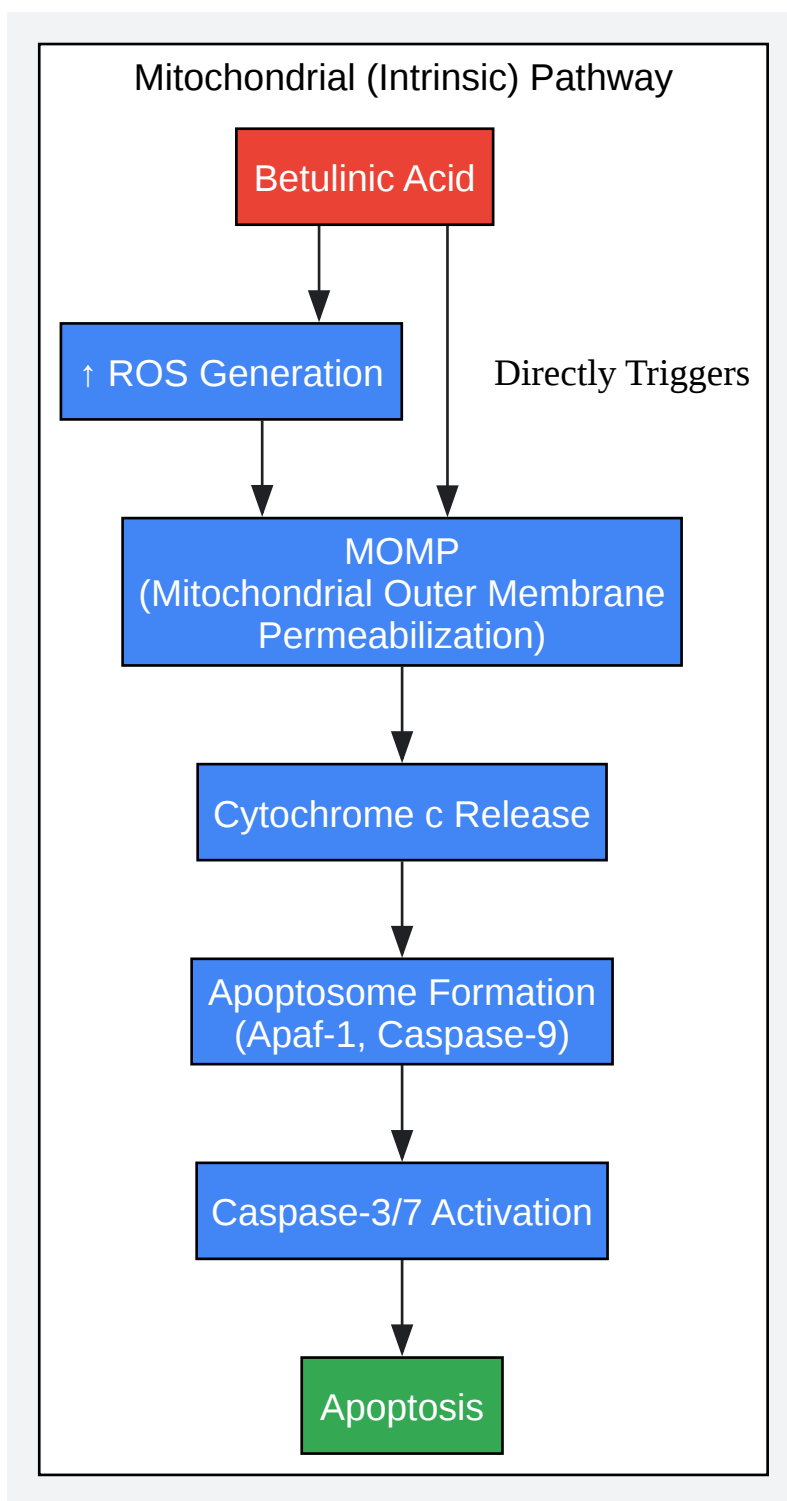 Mitochondrial (Intrinsic) Pathway
Betulinic Acid
↑ ROS Generation
Directly Triggers
MOMP
(Mitochondrial Outer Membrane
Permeabilization)
Cytochrome c Release
Apoptosome Formation
(Apaf-1, Caspase-9)
Caspase-3/7 Activation
Apoptosis